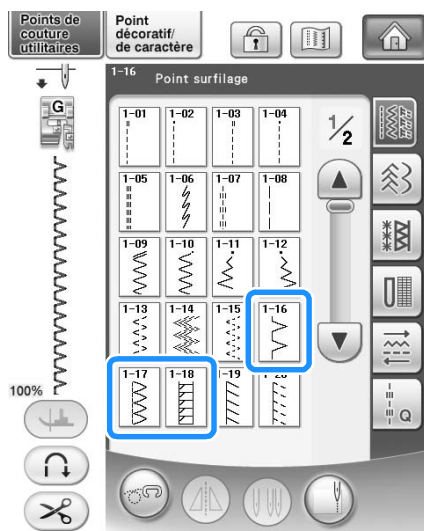 Points de
couture
utilitaires
Point
décoratif/
de caractère
1-16 Point surfilage
G
1-01 1-02 1-03 1-04
1/2
1-05 1-06 1-07 1-08
1-09 1-10 1-11 1-12
1-13 1-14 1-15 1-16
1-17 1-18 1-19 1-20
100%
Q